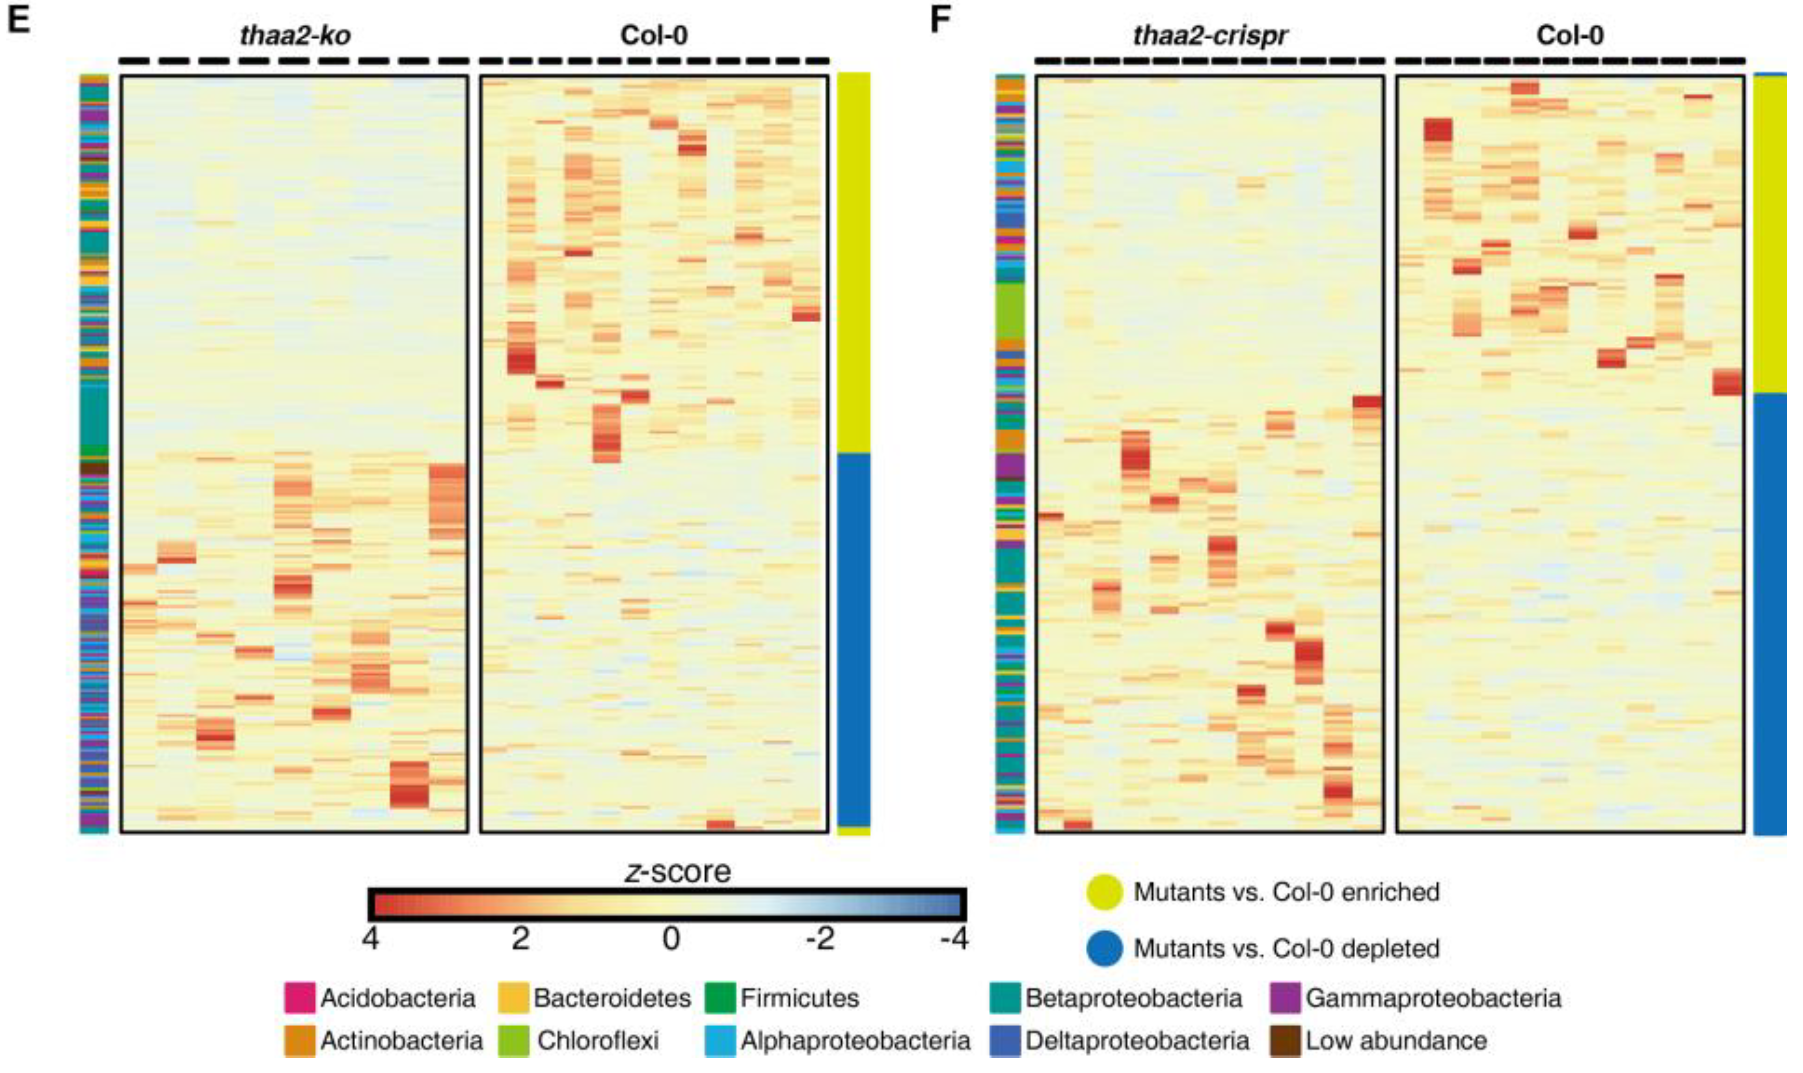 E
thaa2-ko
Col-0
F
thaa2-crispr
Col-0
z-score
4 2 0 -2 -4
Mutants vs. Col-0 enriched
Mutants vs. Col-0 depleted
Acidobacteria Bacteroidetes Firmicutes Betaproteobacteria Gammaproteobacteria
Actinobacteria Chloroflexi Alphaproteobacteria Deltaproteobacteria Low abundance